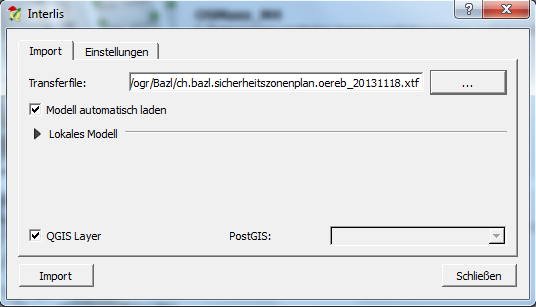 Interlis
Import Einstellungen
Transferfile: /ogr/Bazl/ch.bazl.sicherheitszonenplan.oereb_20131118.xtf ...
Modell automatisch laden
Lokales Modell
QGIS Layer PostGIS:
Import Schließen